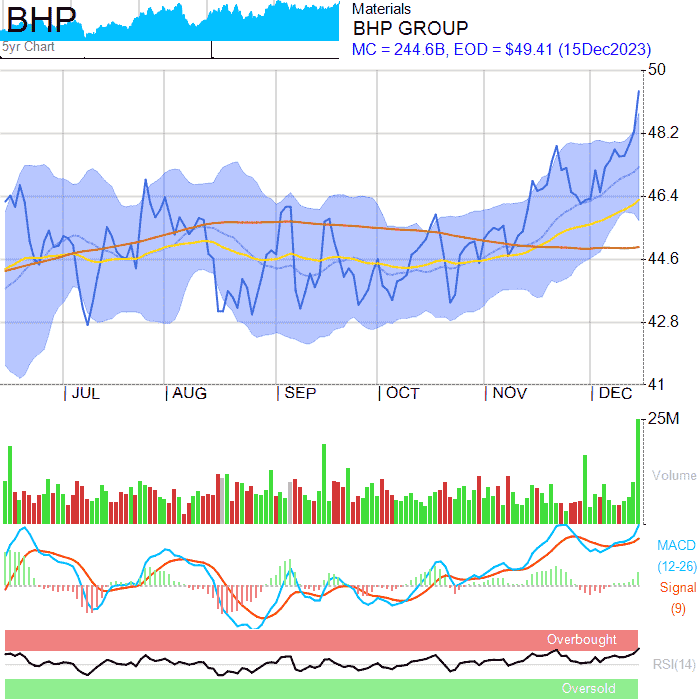 BHP
5yr Chart
Materials
BHP GROUP
MC = 244.6B, EOD = $49.41 (15Dec2023)
50
48.2
46.4
44.6
42.8
41
JUL AUG SEP OCT NOV DEC
25M
Volume
MACD
(12-26)
Signal
(9)
Overbought
RSI(14)
Oversold